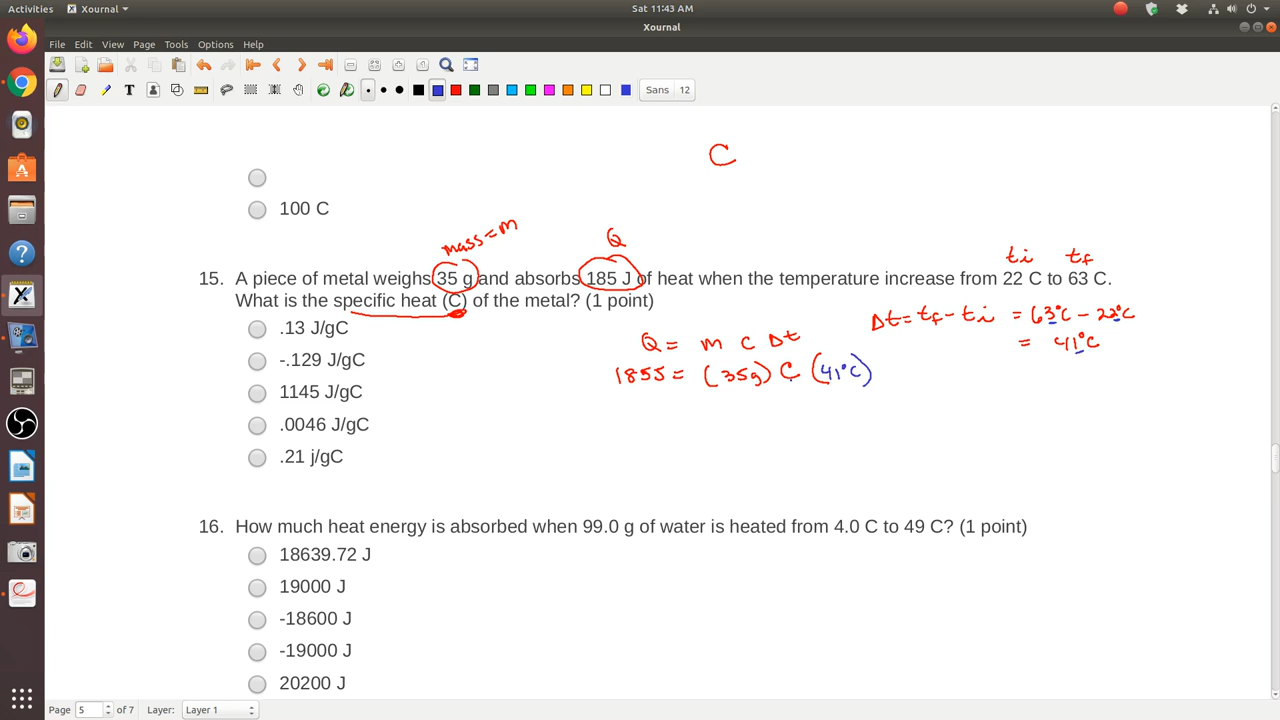 Activities Xournal Sat 11:43 AM
Xournal
File Edit View Page Tools Options Help
Sans 12
C
100 C
mass = m
Q
ti tf
15. A piece of metal weighs 35 g and absorbs 185 J of heat when the temperature increase from 22 C to 63 C.
What is the specific heat (C) of the metal? (1 point)
.13 J/gC
-.129 J/gC
1145 J/gC
.0046 J/gC
.21 j/gC
Δt = tf - ti = 63°C - 22°C
= 41°C
Q = m c Δt
185J = (35g) C (41°C)
16. How much heat energy is absorbed when 99.0 g of water is heated from 4.0 C to 49 C? (1 point)
18639.72 J
19000 J
-18600 J
-19000 J
20200 J
Page 5 of 7 Layer: Layer 1